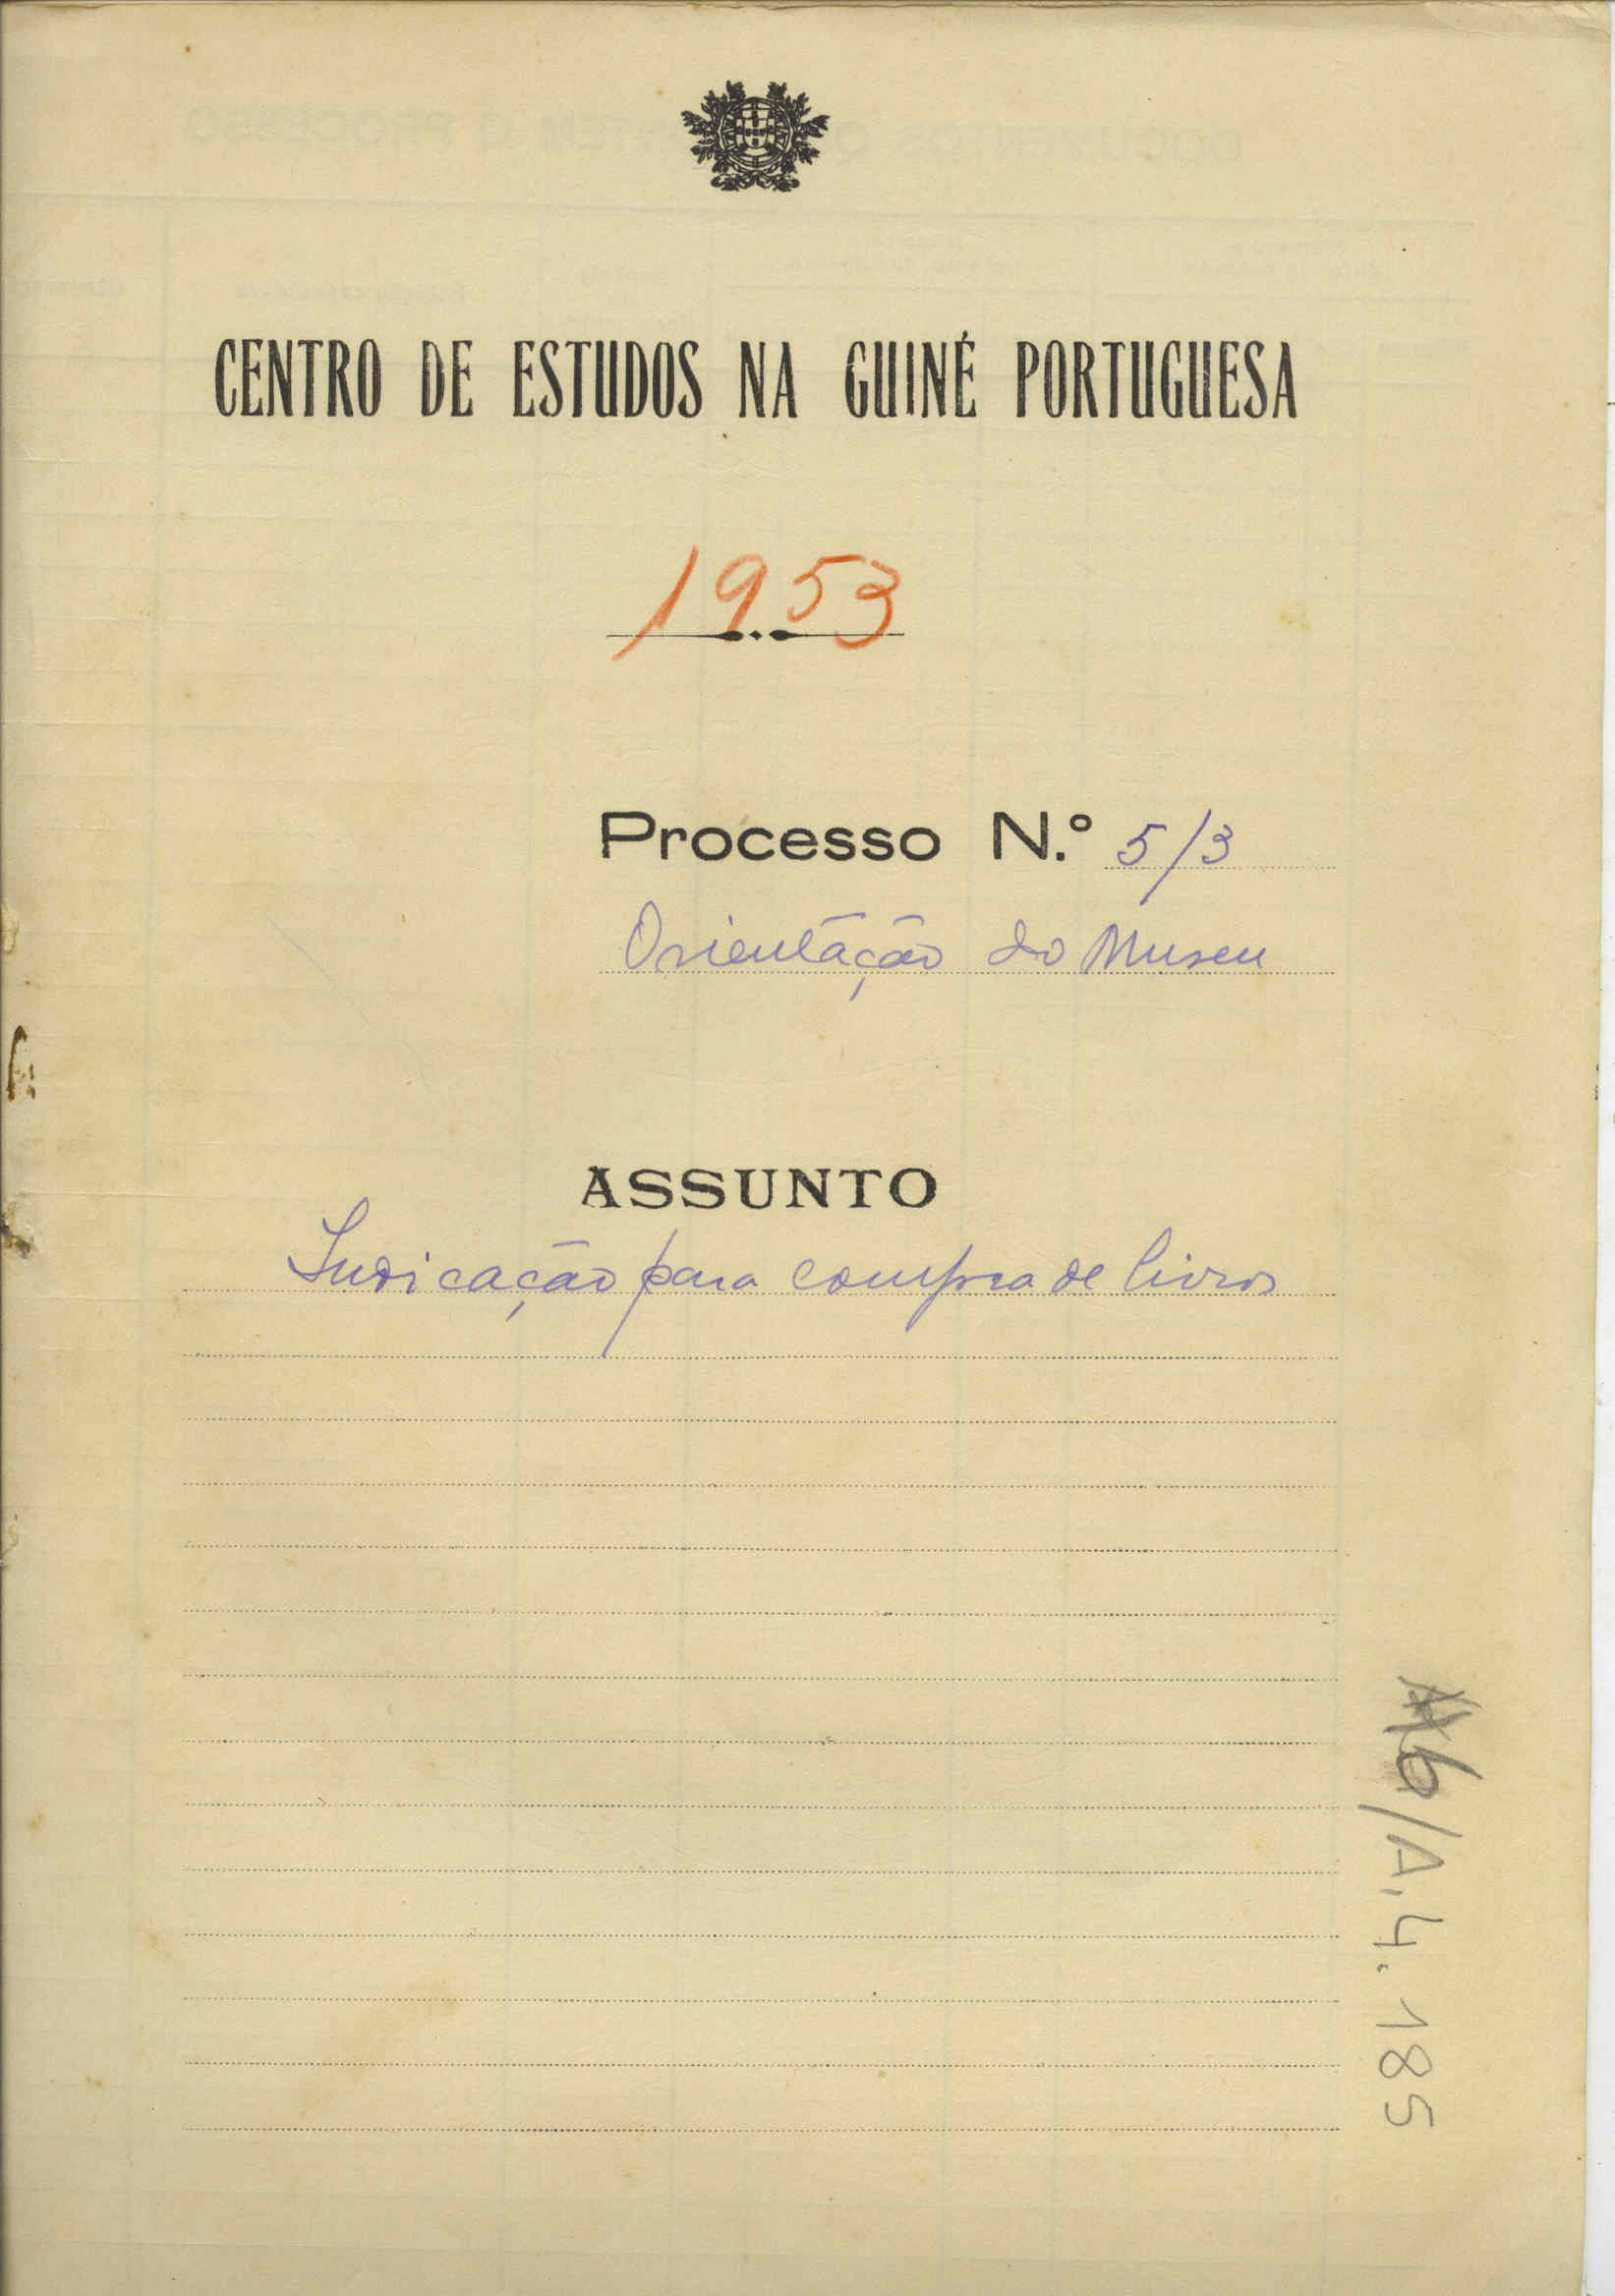 CENTRO DE ESTUDOS NA GUINÉ PORTUGUESA
1953
Processo N.º 5/3
Orientação do Museu
ASSUNTO
Indicação para compra de livros
6/A.4.185